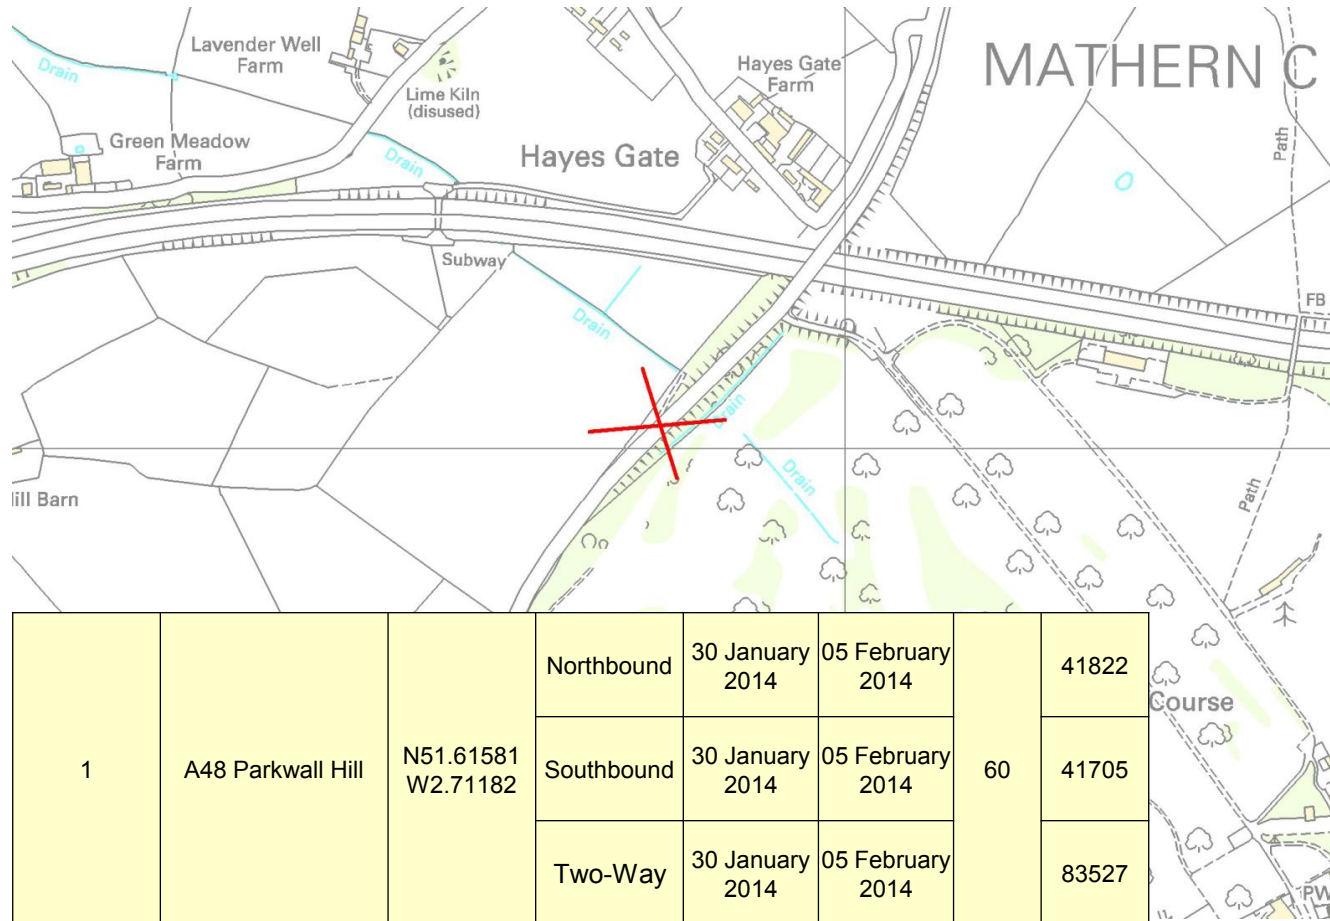 MATHERN C
Lavender Well
Farm
Drain
Lime Kiln
(disused)
Hayes Gate
Farm
Green Meadow
Farm
Drain
Hayes Gate
Path
Subway
Drain
FB
Drain
Drain
ill Barn
Path
Course
PW
1
A48 Parkwall Hill
N51.61581
W2.71182
Northbound
30 January
2014
05 February
2014
60
41822
Southbound
30 January
2014
05 February
2014
41705
Two-Way
30 January
2014
05 February
2014
83527